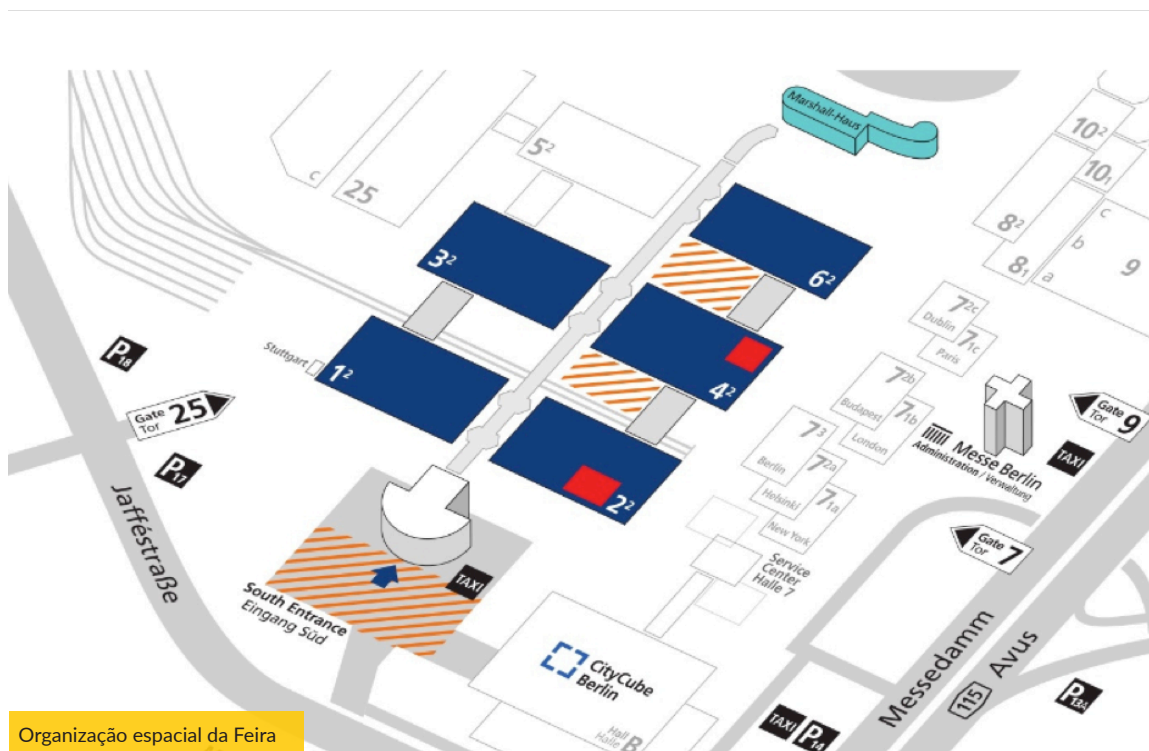 Marshall-Haus
10²
10₁
5²
c
25
8²
8₁
c
b
a
9
3²
6²
7²ᶜ
Dublin
7₁c
Paris
Stuttgart
P18
1²
4²
7²ᵇ
Budapest
7₁b
London
Gate
Tor
25
Gate
Tor
9
TAXI
Messe Berlin
Administration / Verwaltung
7³
Berlin
7²ᵃ
Helsinki
7₁a
New York
P17
2²
Gate
Tor
7
Jafféstraße
TAXI
South Entrance
Eingang Süd
Service
Center
Halle 7
CityCube
Berlin
Hall
Halle
B
Messedamm
Avus
115
TAXI
P14
P13A
Organização espacial da Feira